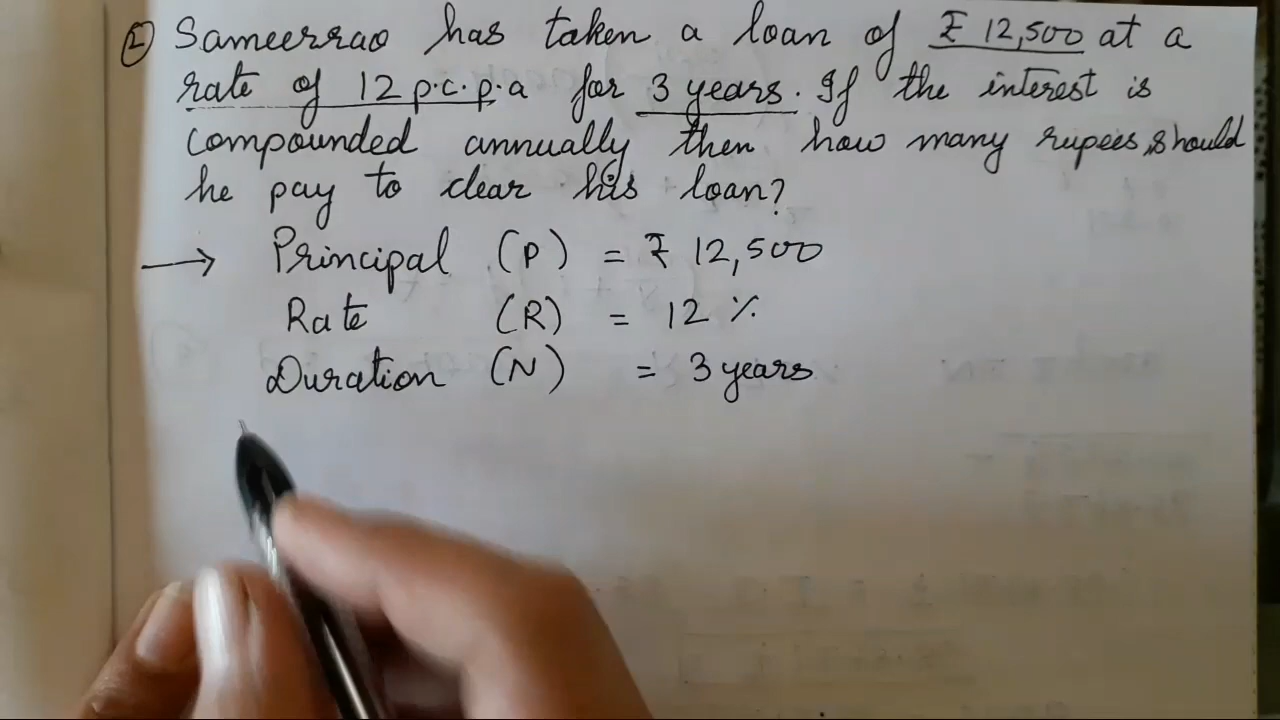 ② Sameerrao has taken a loan of ₹ 12,500 at a
rate of 12 p.c.p.a for 3 years. If the interest is
compounded annually then how many rupees should
he pay to clear his loan?
→ Principal (P) = ₹ 12,500
Rate (R) = 12 %
Duration (N) = 3 years